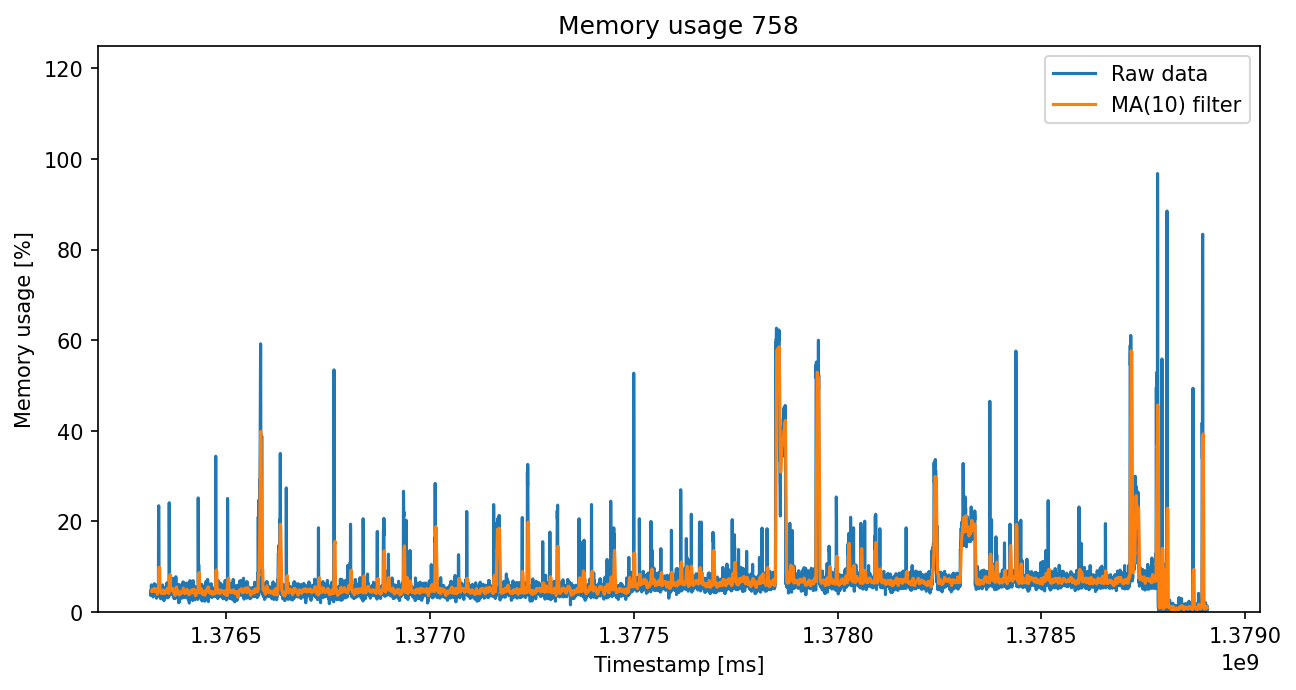 Memory usage 758
Raw data
MA(10) filter
Memory usage [%]
120
100
80
60
40
20
0
1.3765 1.3770 1.3775 1.3780 1.3785 1.3790
1e9
Timestamp [ms]